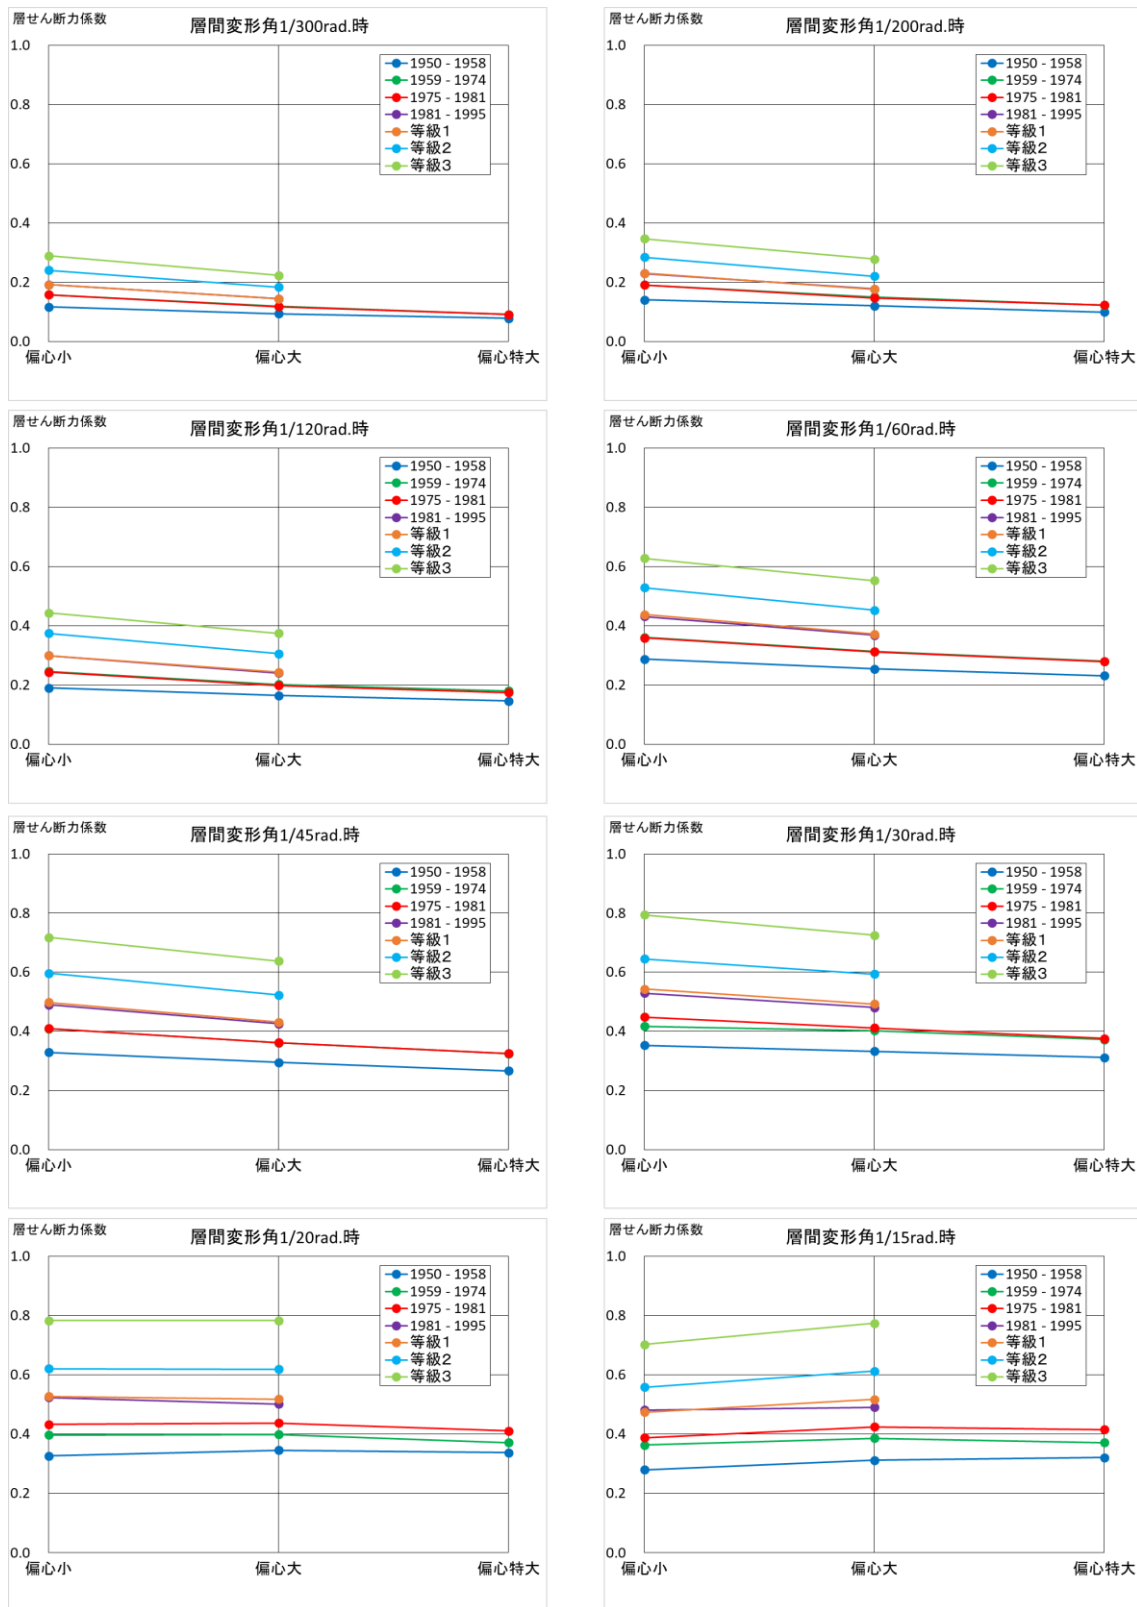 層せん断力係数
層間変形角1/300rad.時
1.0
0.8
0.6
0.4
0.2
0.0
1950 - 1958
1959 - 1974
1975 - 1981
1981 - 1995
等級1
等級2
等級3
偏心小
偏心大
偏心特大
層せん断力係数
層間変形角1/200rad.時
1.0
0.8
0.6
0.4
0.2
0.0
1950 - 1958
1959 - 1974
1975 - 1981
1981 - 1995
等級1
等級2
等級3
偏心小
偏心大
偏心特大
層せん断力係数
層間変形角1/120rad.時
1.0
0.8
0.6
0.4
0.2
0.0
1950 - 1958
1959 - 1974
1975 - 1981
1981 - 1995
等級1
等級2
等級3
偏心小
偏心大
偏心特大
層せん断力係数
層間変形角1/60rad.時
1.0
0.8
0.6
0.4
0.2
0.0
1950 - 1958
1959 - 1974
1975 - 1981
1981 - 1995
等級1
等級2
等級3
偏心小
偏心大
偏心特大
層せん断力係数
層間変形角1/45rad.時
1.0
0.8
0.6
0.4
0.2
0.0
1950 - 1958
1959 - 1974
1975 - 1981
1981 - 1995
等級1
等級2
等級3
偏心小
偏心大
偏心特大
層せん断力係数
層間変形角1/30rad.時
1.0
0.8
0.6
0.4
0.2
0.0
1950 - 1958
1959 - 1974
1975 - 1981
1981 - 1995
等級1
等級2
等級3
偏心小
偏心大
偏心特大
層せん断力係数
層間変形角1/20rad.時
1.0
0.8
0.6
0.4
0.2
0.0
1950 - 1958
1959 - 1974
1975 - 1981
1981 - 1995
等級1
等級2
等級3
偏心小
偏心大
偏心特大
層せん断力係数
層間変形角1/15rad.時
1.0
0.8
0.6
0.4
0.2
0.0
1950 - 1958
1959 - 1974
1975 - 1981
1981 - 1995
等級1
等級2
等級3
偏心小
偏心大
偏心特大